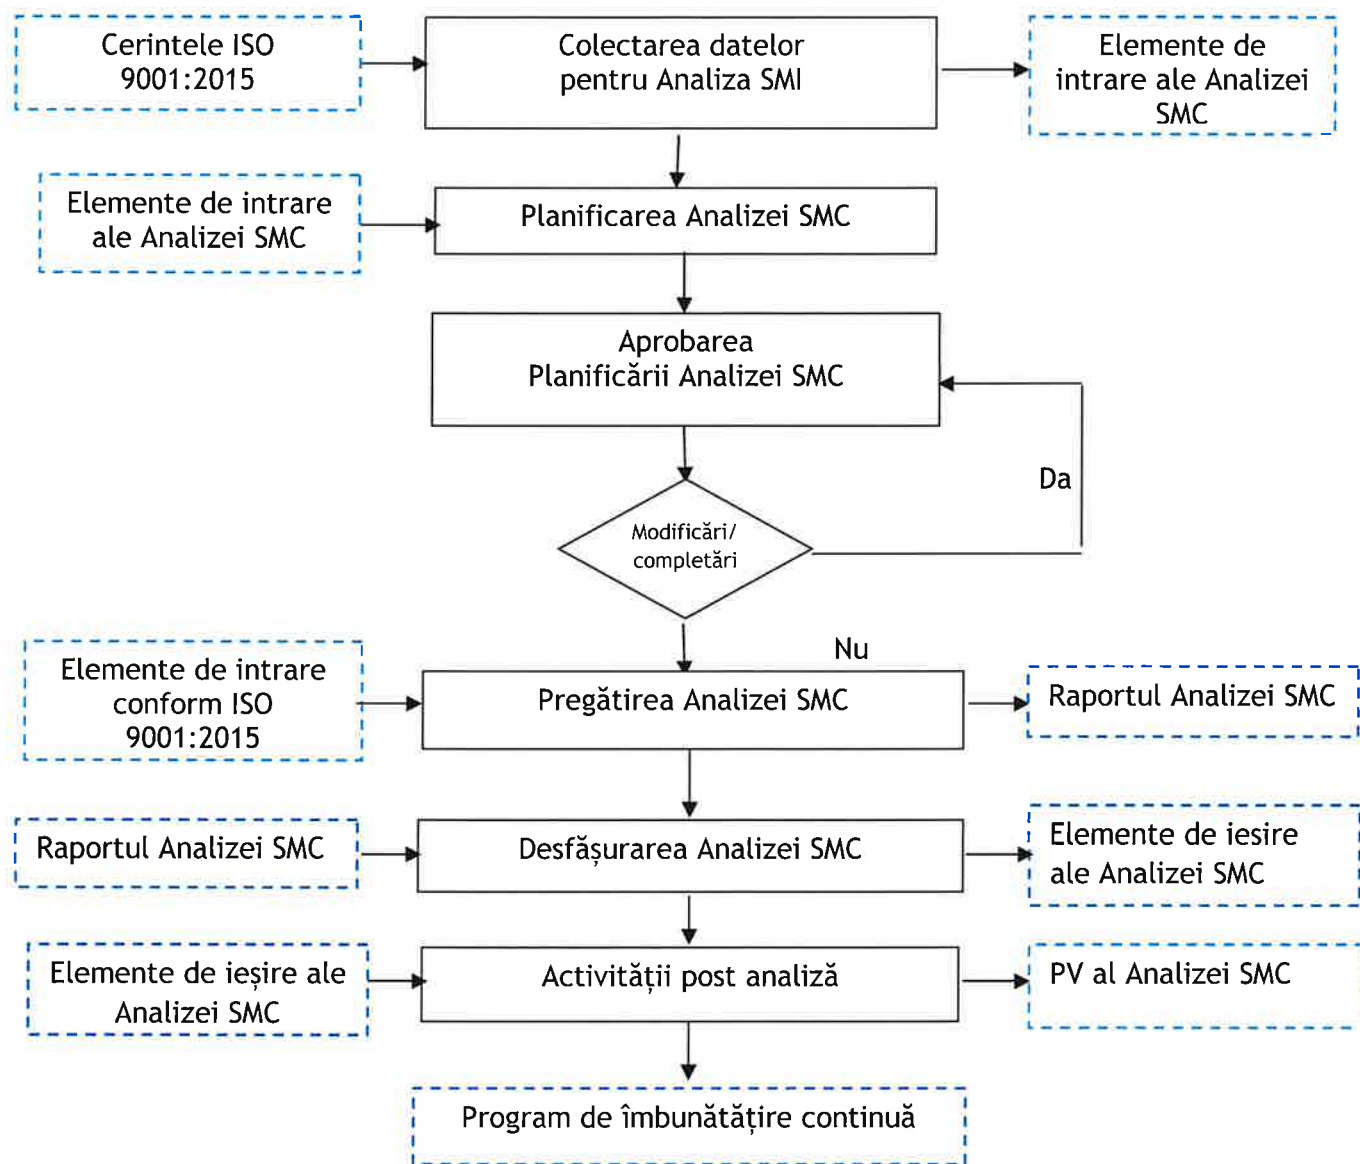 Cerintele ISO
9001:2015
Colectarea datelor
pentru Analiza SMI
Elemente de
intrare ale Analizei
SMC
Elemente de intrare
ale Analizei SMC
Planificarea Analizei SMC
Aprobarea
Planificării Analizei SMC
Da
Modificări/
completări
Nu
Elemente de intrare
conform ISO
9001:2015
Pregătirea Analizei SMC
Raportul Analizei SMC
Raportul Analizei SMC
Desfășurarea Analizei SMC
Elemente de iesire
ale Analizei SMC
Elemente de ieșire ale
Analizei SMC
Activității post analiză
PV al Analizei SMC
Program de îmbunătățire continuă